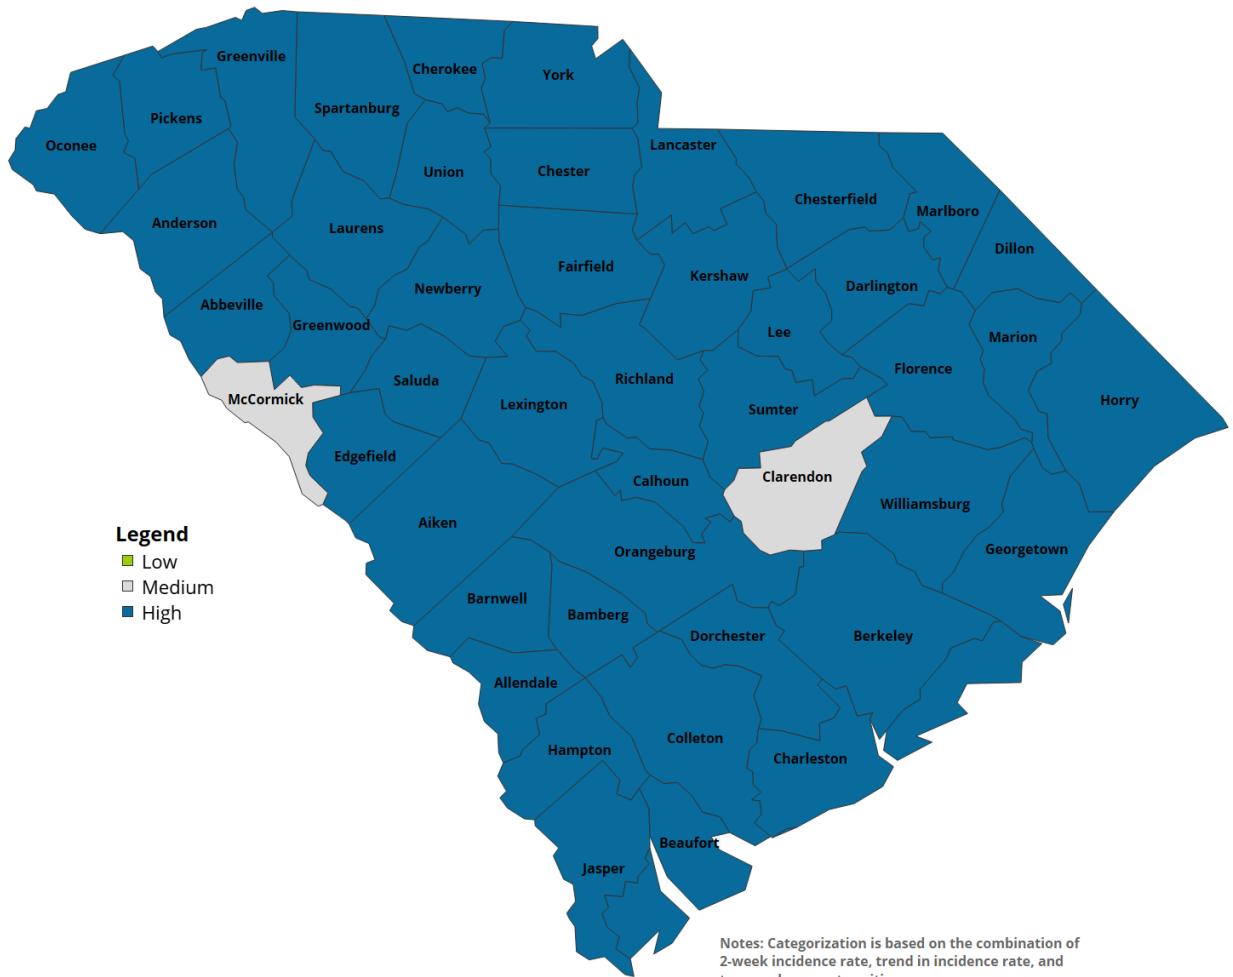 Greenville
Cherokee
York
Spartanburg
Pickens
Oconee
Lancaster
Union
Chester
Chesterfield
Marlboro
Anderson
Laurens
Dillon
Fairfield
Kershaw
Darlington
Newberry
Abbeville
Greenwood
Lee
Marion
Florence
Saluda
Richland
McCormick
Lexington
Sumter
Horry
Edgefield
Calhoun
Clarendon
Williamsburg
Aiken
Orangeburg
Georgetown
Legend
Low
Medium
High
Barnwell
Bamberg
Dorchester
Berkeley
Allendale
Colleton
Hampton
Charleston
Beaufort
Jasper
Notes: Categorization is based on the combination of
2-week incidence rate, trend in incidence rate, and